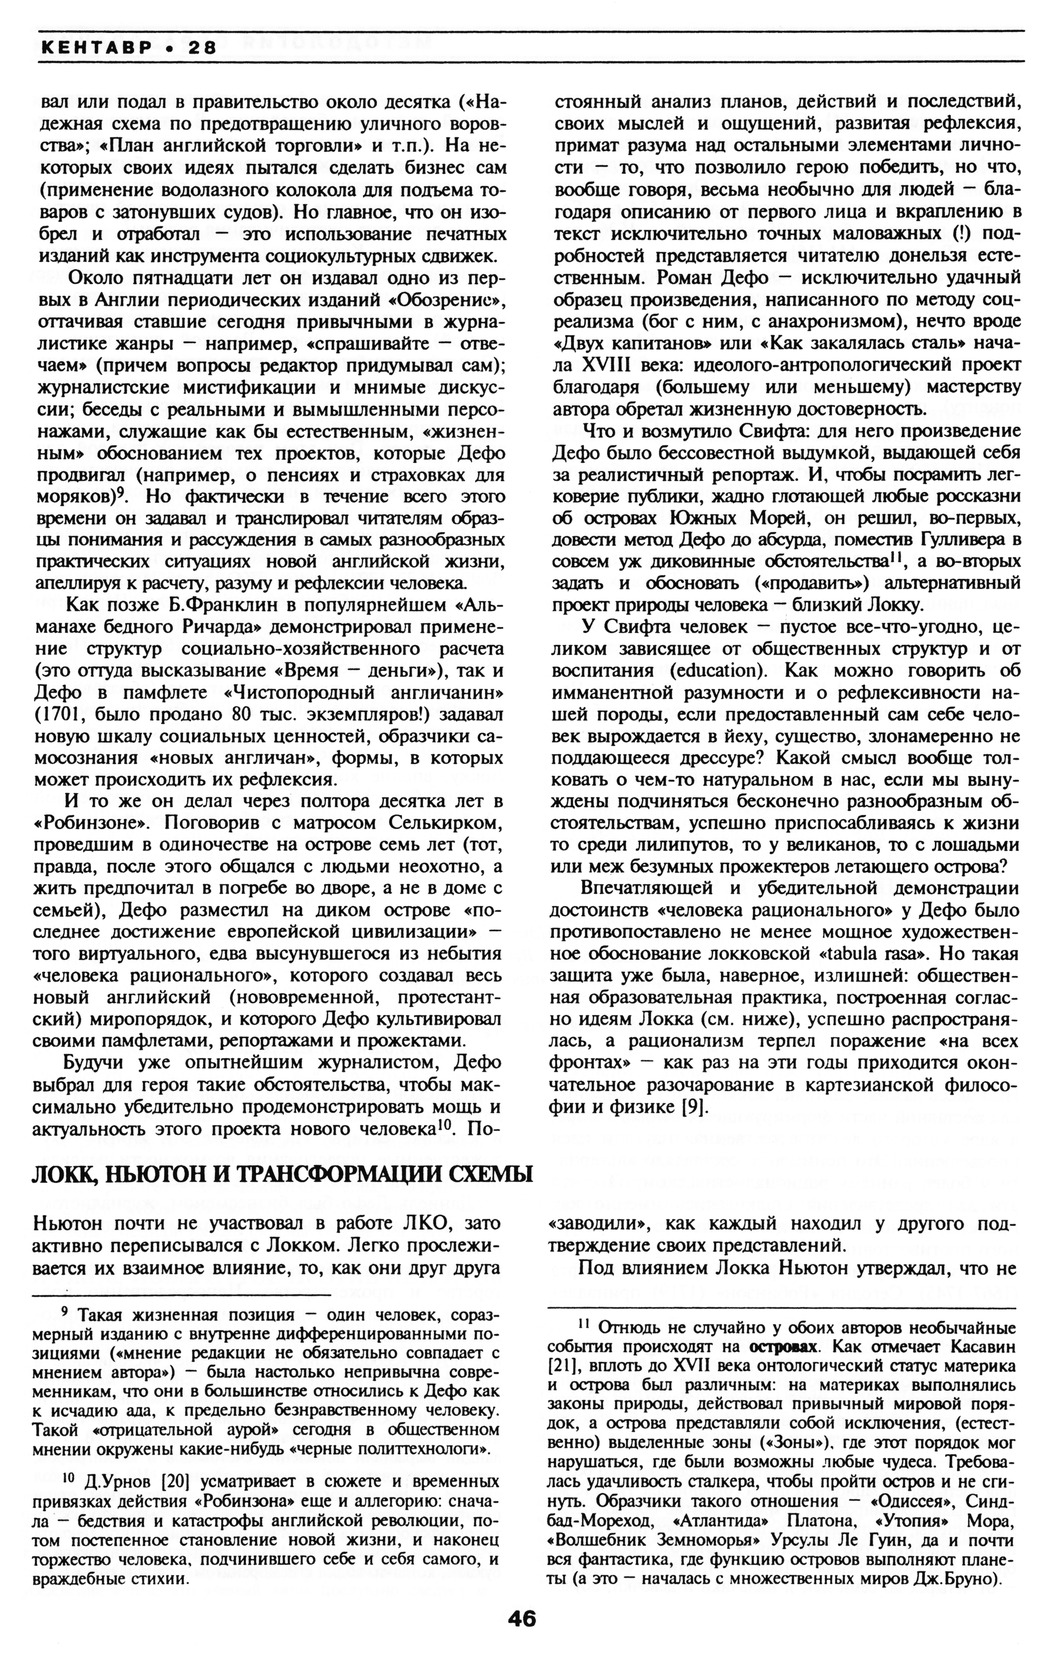 КЕНТАВР • 28
вал или подал в правительство около десятка («На-
дежная схема по предотвращению уличного воров-
ства»; «План английской торговли» и т.п.). На не-
которых своих идеях пытался сделать бизнес сам
(применение водолазного колокола для подъема то-
варов с затонувших судов). Но главное, что он изо-
брел и отработал — это использование печатных
изданий как инструмента социокультурных сдвижек.
Около пятнадцати лет он издавал одно из пер-
вых в Англии периодических изданий «Обозрение»,
оттачивая ставшие сегодня привычными в журна-
листике жанры — например, «спрашивайте — отве-
чаем» (причем вопросы редактор придумывал сам);
журналистские мистификации и мнимые дискус-
сии; беседы с реальными и вымышленными персо-
нажами, служащие как бы естественным, «жизнен-
ным» обоснованием тех проектов, которые Дефо
продвигал (например, о пенсиях и страховках для
моряков)⁹. Но фактически в течение всего этого
времени он задавал и транслировал читателям образ-
цы понимания и рассуждения в самых разнообразных
практических ситуациях новой английской жизни,
апеллируя к расчету, разуму и рефлексии человека.
Как позже Б.Франклин в популярнейшем «Аль-
манахе бедного Ричарда» демонстрировал примене-
ние структур социально-хозяйственного расчета
(это оттуда высказывание «Время — деньги»), так и
Дефо в памфлете «Чистопородный англичанин»
(1701, было продано 80 тыс. экземпляров!) задавал
новую шкалу социальных ценностей, образчики са-
мосознания «новых англичан», формы, в которых
может происходить их рефлексия.
И то же он делал через полтора десятка лет в
«Робинзоне». Поговорив с матросом Селькирком,
проведшим в одиночестве на острове семь лет (тот,
правда, после этого общался с людьми неохотно, а
жить предпочитал в погребе во дворе, а не в доме с
семьей), Дефо разместил на диком острове «по-
следнее достижение европейской цивилизации» —
того виртуального, едва высунувшегося из небытия
«человека рационального», которого создавал весь
новый английский (нововременной, протестант-
ский) миропорядок, и которого Дефо культивировал
своими памфлетами, репортажами и прожектами.
Будучи уже опытнейшим журналистом, Дефо
выбрал для героя такие обстоятельства, чтобы мак-
симально убедительно продемонстрировать мощь и
актуальность этого проекта нового человека¹⁰. По-
стоянный анализ планов, действий и последствий,
своих мыслей и ощущений, развитая рефлексия,
примат разума над остальными элементами лично-
сти — то, что позволило герою победить, но что,
вообще говоря, весьма необычно для людей — бла-
годаря описанию от первого лица и вкраплению в
текст исключительно точных маловажных (!) под-
робностей представляется читателю донельзя есте-
ственным. Роман Дефо — исключительно удачный
образец произведения, написанного по методу соц-
реализма (бог с ним, с анахронизмом), нечто вроде
«Двух капитанов» или «Как закалялась сталь» нача-
ла XVIII века: идеолого-антропологический проект
благодаря (большему или меньшему) мастерству
автора обретал жизненную достоверность.
Что и возмутило Свифта: для него произведение
Дефо было бессовестной выдумкой, выдающей себя
за реалистичный репортаж. И, чтобы посрамить лег-
коверие публики, жадно глотающей любые россказни
об островах Южных Морей, он решил, во-первых,
довести метод Дефо до абсурда, поместив Гулливера в
совсем уж диковинные обстоятельства¹¹, а во-вторых
задать и обосновать («продавить») альтернативный
проект природы человека — близкий Локку.
У Свифта человек — пустое все-что-угодно, це-
ликом зависящее от общественных структур и от
воспитания (education). Как можно говорить об
имманентной разумности и о рефлексивности на-
шей породы, если предоставленный сам себе чело-
век вырождается в йеху, существо, злонамеренно не
поддающееся дрессуре? Какой смысл вообще тол-
ковать о чем-то натуральном в нас, если мы выну-
ждены подчиняться бесконечно разнообразным об-
стоятельствам, успешно приспосабливаясь к жизни
то среди лилипутов, то у великанов, то с лошадьми
или меж безумных прожектеров летающего острова?
Впечатляющей и убедительной демонстрации
достоинств «человека рационального» у Дефо было
противопоставлено не менее мощное художествен-
ное обоснование локковской «tabula rasa». Но такая
защита уже была, наверное, излишней: обществен-
ная образовательная практика, построенная соглас-
но идеям Локка (см. ниже), успешно распространя-
лась, а рационализм терпел поражение «на всех
фронтах» — как раз на эти годы приходится окон-
чательное разочарование в картезианской филосо-
фии и физике [9].
ЛОКК, НЬЮТОН И ТРАНСФОРМАЦИИ СХЕМЫ
Ньютон почти не участвовал в работе ЛКО, зато
активно переписывался с Локком. Легко прослежи-
вается их взаимное влияние, то, как они друг друга
«заводили», как каждый находил у другого под-
тверждение своих представлений.
Под влиянием Локка Ньютон утверждал, что не
⁹ Такая жизненная позиция — один человек, сораз-
мерный изданию с внутренне дифференцированными по-
зициями («мнение редакции не обязательно совпадает с
мнением автора») — была настолько непривычна совре-
менникам, что они в большинстве относились к Дефо как
к исчадию ада, к предельно безнравственному человеку.
Такой «отрицательной аурой» сегодня в общественном
мнении окружены какие-нибудь «черные политтехнологи».
¹⁰ Д.Урнов [20] усматривает в сюжете и временных
привязках действия «Робинзона» еще и аллегорию: снача-
ла — бедствия и катастрофы английской революции, по-
том постепенное становление новой жизни, и наконец
торжество человека, подчинившего себе и себя самого, и
враждебные стихии.
¹¹ Отнюдь не случайно у обоих авторов необычайные
события происходят на островах. Как отмечает Касавин
[21], вплоть до XVII века онтологический статус материка
и острова был различным: на материках выполнялись
законы природы, действовал привычный мировой поря-
док, а острова представляли собой исключения, (естест-
венно) выделенные зоны («Зоны»), где этот порядок мог
нарушаться, где были возможны любые чудеса. Требова-
лась удачливость сталкера, чтобы пройти остров и не сги-
нуть. Образчики такого отношения — «Одиссея», Синд-
бад-Мореход, «Атлантида» Платона, «Утопия» Мора,
«Волшебник Земноморья» Урсулы Ле Гуин, да и почти
вся фантастика, где функцию островов выполняют плане-
ты (а это — началась с множественных миров Дж.Бруно).
46